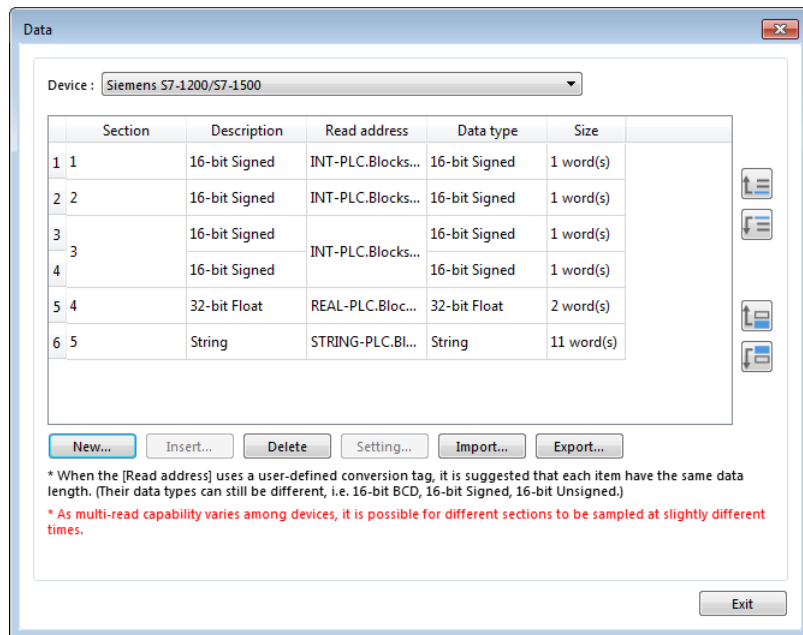 Data
Device : Siemens S7-1200/S7-1500
Section Description Read address Data type Size
1 1 16-bit Signed INT-PLC.Blocks... 16-bit Signed 1 word(s)
2 2 16-bit Signed INT-PLC.Blocks... 16-bit Signed 1 word(s)
3 3 16-bit Signed INT-PLC.Blocks... 16-bit Signed 1 word(s)
4 16-bit Signed 16-bit Signed 1 word(s)
5 4 32-bit Float REAL-PLC.Bloc... 32-bit Float 2 word(s)
6 5 String STRING-PLC.Bl... String 11 word(s)
New... Insert... Delete Setting... Import... Export...
* When the [Read address] uses a user-defined conversion tag, it is suggested that each item have the same data
length. (Their data types can still be different, i.e. 16-bit BCD, 16-bit Signed, 16-bit Unsigned.)
* As multi-read capability varies among devices, it is possible for different sections to be sampled at slightly different
times.
Exit